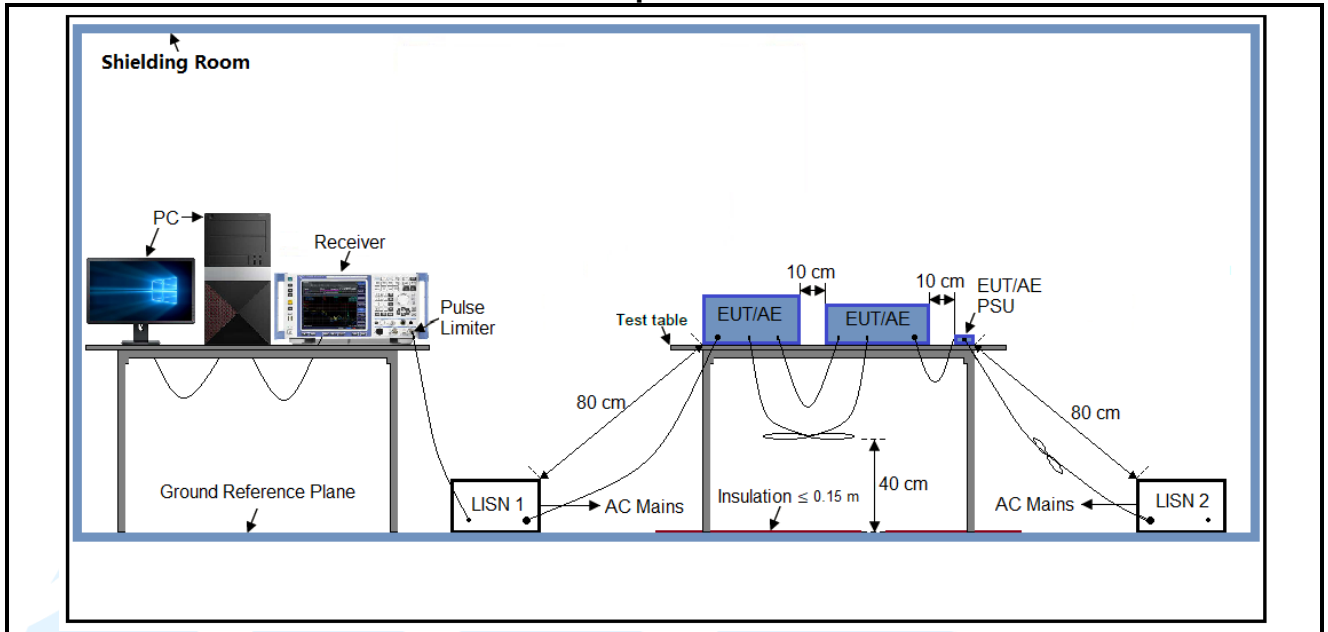 Shielding Room
PC
Receiver
Pulse
Limiter
10 cm
10 cm
EUT/AE
PSU
EUT/AE
EUT/AE
Test table
80 cm
80 cm
40 cm
Ground Reference Plane
LISN 1
AC Mains
Insulation ≤ 0.15 m
AC Mains
LISN 2